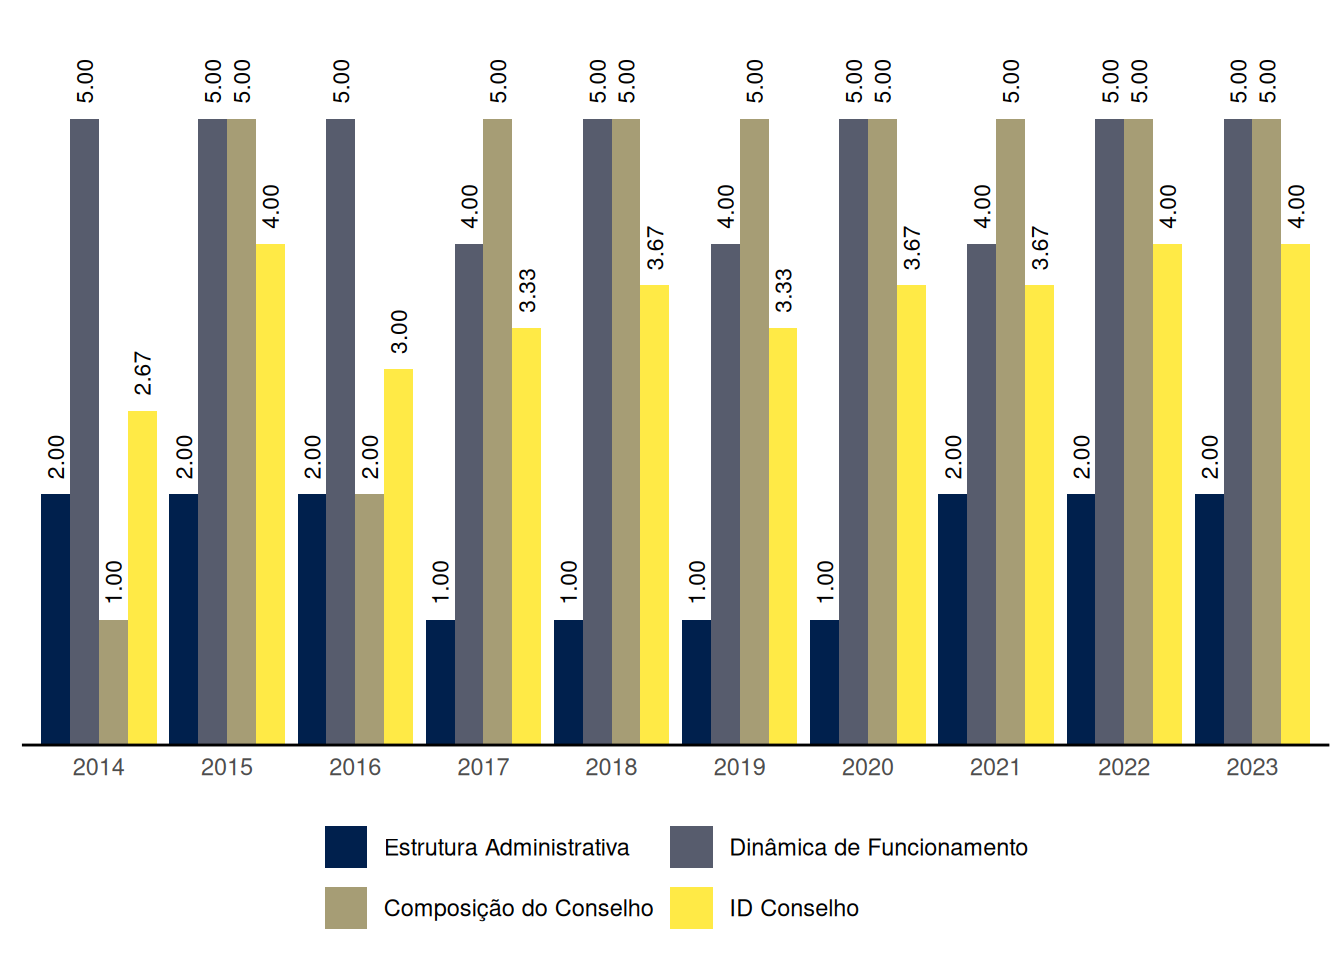 2.00 5.00 1.00 2.67
2.00 5.00 5.00 4.00
2.00 5.00 2.00 3.00
1.00 4.00 5.00 3.33
1.00 5.00 5.00 3.67
1.00 4.00 5.00 3.33
1.00 5.00 5.00 3.67
2.00 4.00 5.00 3.67
2.00 5.00 5.00 4.00
2.00 5.00 5.00 4.00
2014 2015 2016 2017 2018 2019 2020 2021 2022 2023
Estrutura Administrativa Dinâmica de Funcionamento
Composição do Conselho ID Conselho